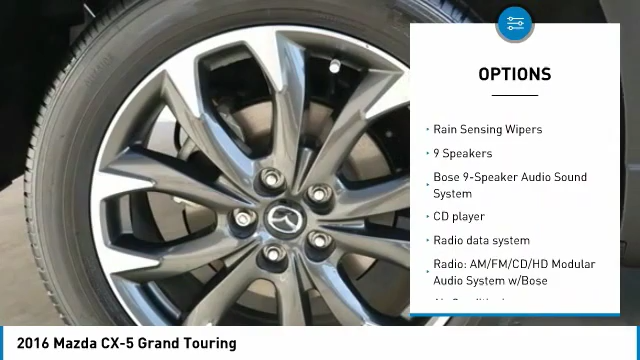 OPTIONS
• Rain Sensing Wipers
• 9 Speakers
• Bose 9-Speaker Audio Sound
System
• CD player
• Radio data system
• Radio: AM/FM/CD/HD Modular
Audio System w/Bose
2016 Mazda CX-5 Grand Touring